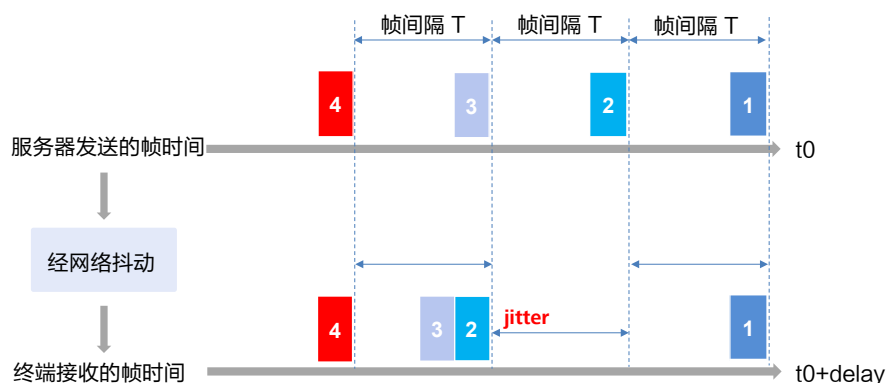 帧间隔 T 帧间隔 T 帧间隔 T
4 3 2 1
服务器发送的帧时间 t0
经网络抖动
4 3 2 jitter 1
终端接收的帧时间 t0+delay